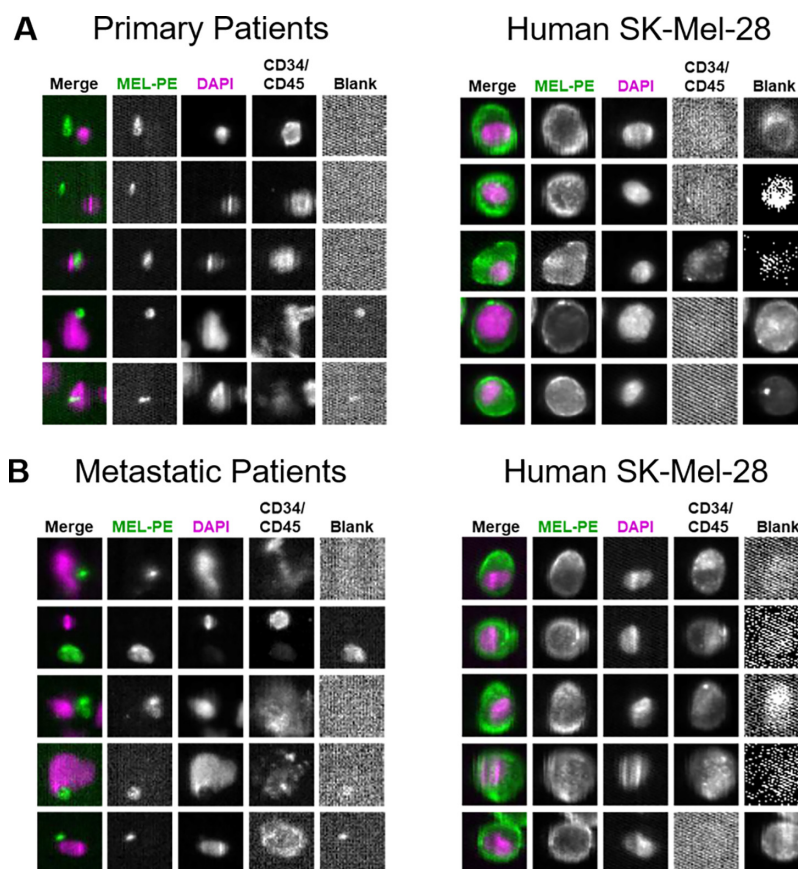 A Primary Patients Human SK-Mel-28
Merge MEL-PE DAPI CD34/ CD45 Blank Merge MEL-PE DAPI CD34/ CD45 Blank
B Metastatic Patients Human SK-Mel-28
Merge MEL-PE DAPI CD34/ CD45 Blank Merge MEL-PE DAPI CD34/ CD45 Blank